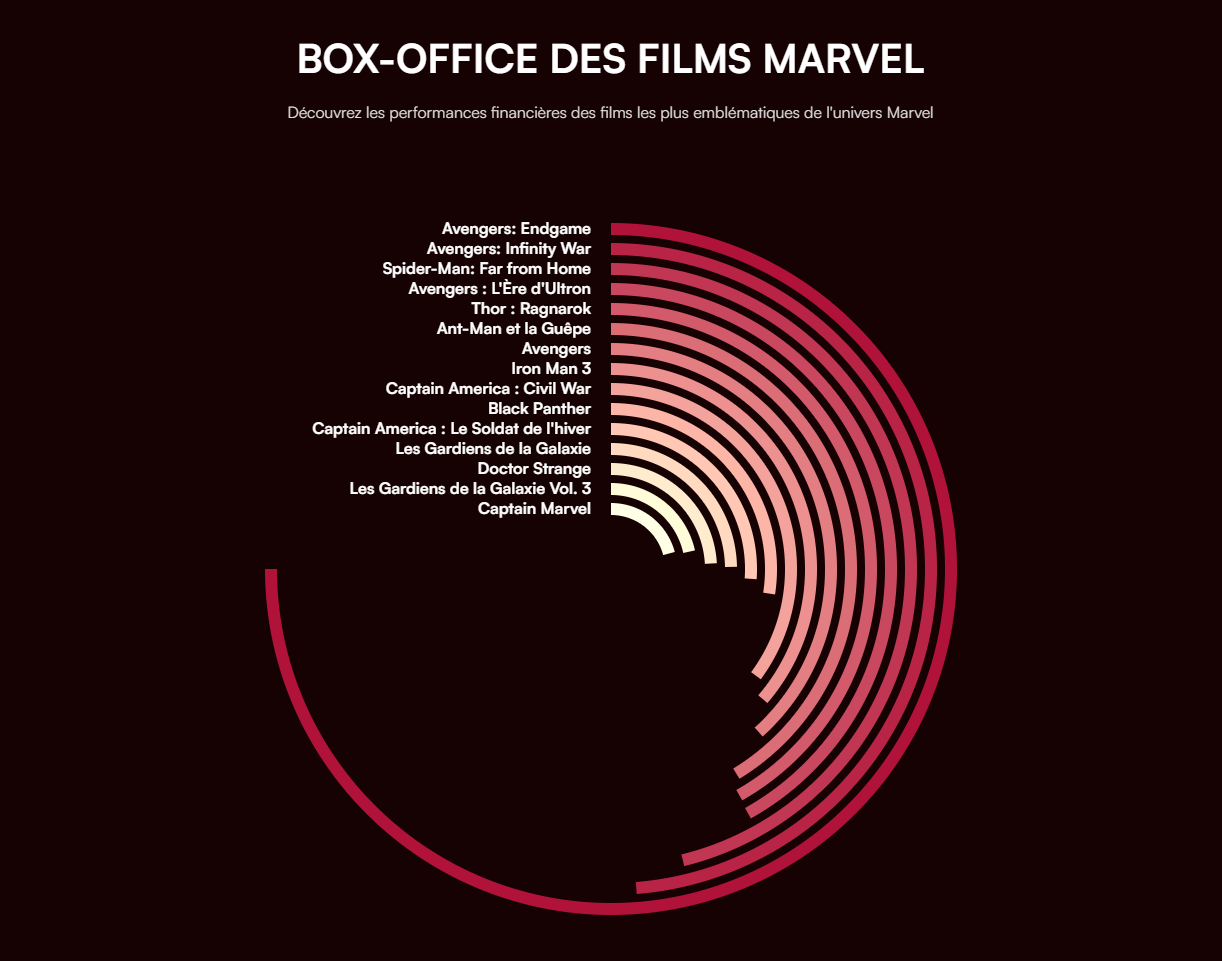 BOX-OFFICE DES FILMS MARVEL
Découvrez les performances financières des films les plus emblématiques de l'univers Marvel
Avengers: Endgame
Avengers: Infinity War
Spider-Man: Far from Home
Avengers : L'Ère d'Ultron
Thor : Ragnarok
Ant-Man et la Guêpe
Avengers
Iron Man 3
Captain America : Civil War
Black Panther
Captain America : Le Soldat de l'hiver
Les Gardiens de la Galaxie
Doctor Strange
Les Gardiens de la Galaxie Vol. 3
Captain Marvel